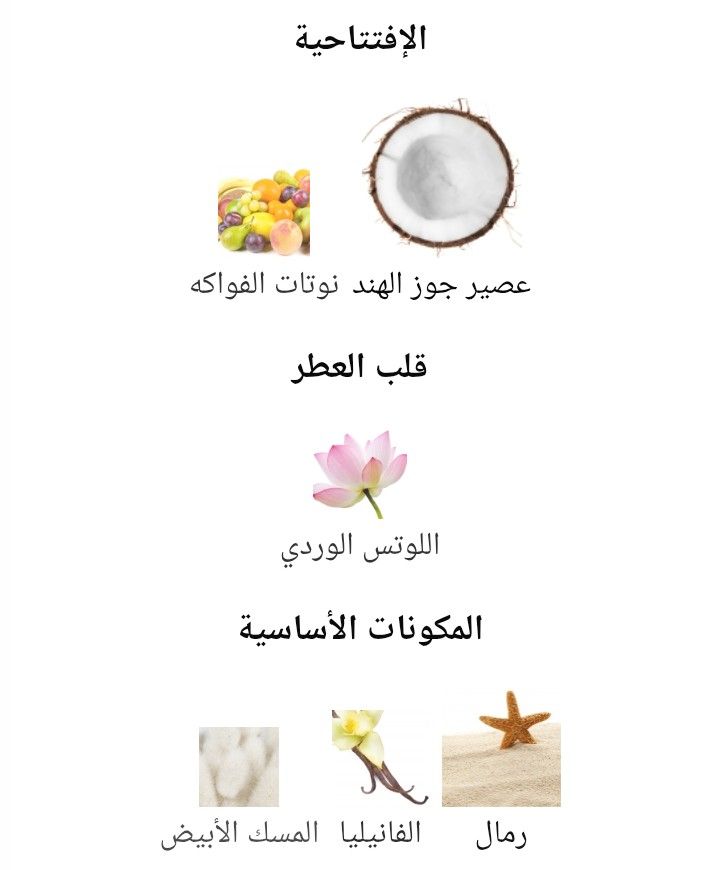 الإفتتاحية
عصير جوز الهند نوتات الفواكه
قلب العطر
اللوتس الوردي
المكونات الأساسية
رمال الفانيليا المسك الأبيض